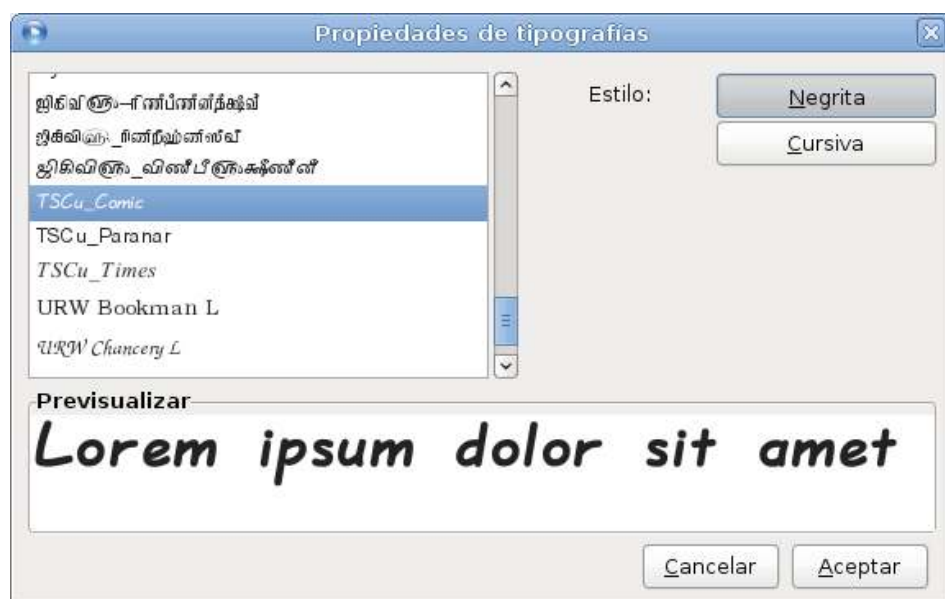 Propiedades de tipografías
Estilo:
Negrita
Cursiva
TSCu_Comic
TSCu_Paranar
TSCu_Times
URW Bookman L
URW Chancery L
Previsualizar
Lorem ipsum dolor sit amet
Cancelar
Aceptar